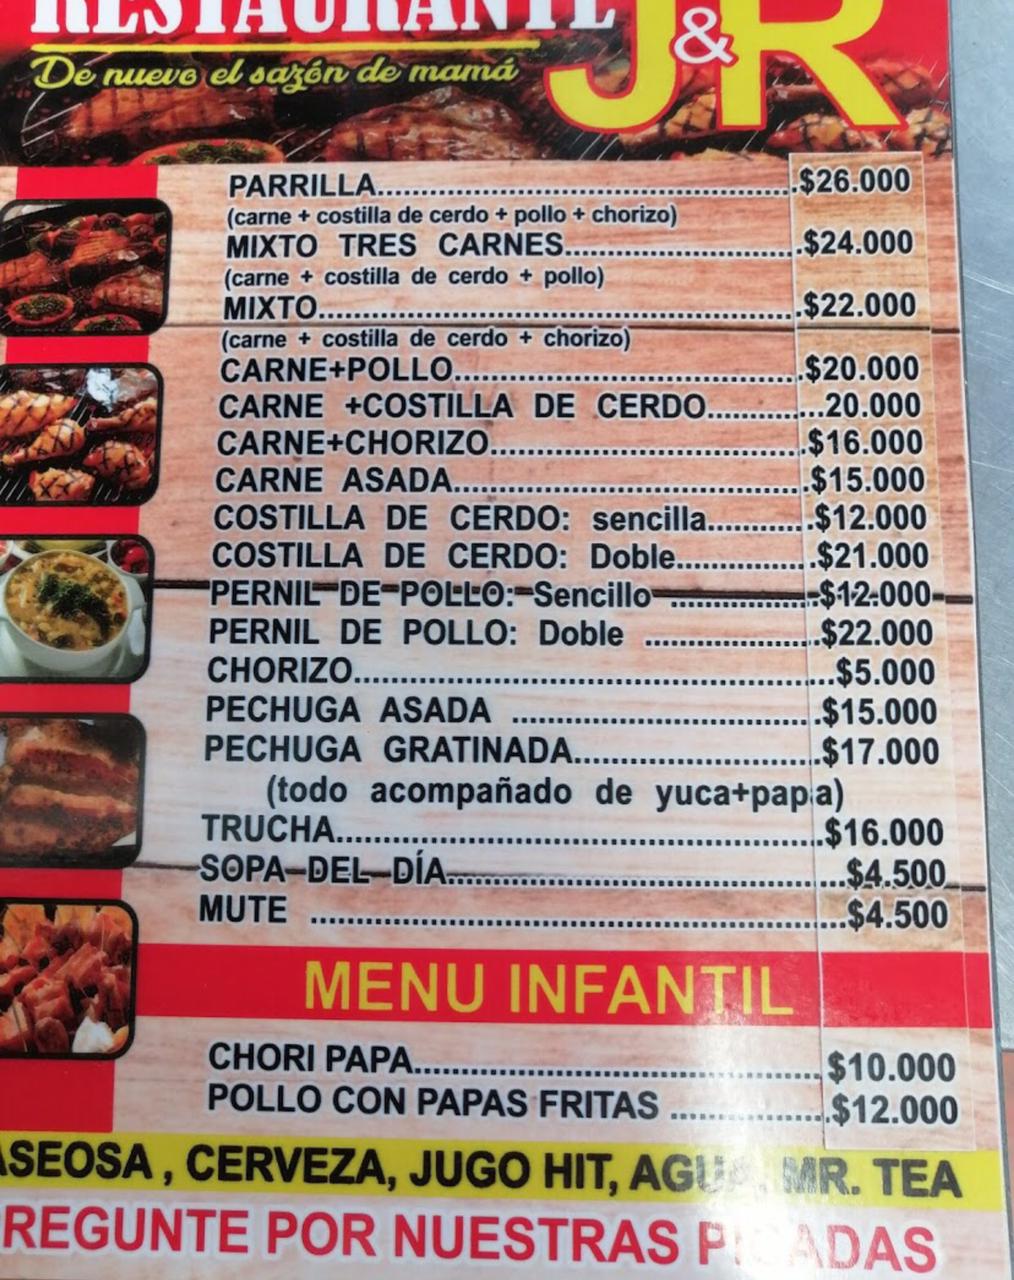 RESTAURANTE
J&R
De nuevo el sazón de mamá
PARRILLA..............................................$26.000
(carne + costilla de cerdo + pollo + chorizo)
MIXTO TRES CARNES..........................$24.000
(carne + costilla de cerdo + pollo)
MIXTO.....................................................$22.000
(carne + costilla de cerdo + chorizo)
CARNE+POLLO......................................$20.000
CARNE +COSTILLA DE CERDO.............20.000
CARNE+CHORIZO..................................$16.000
CARNE ASADA.......................................$15.000
COSTILLA DE CERDO: sencilla............$12.000
COSTILLA DE CERDO: Doble................$21.000
PERNIL DE POLLO: Sencillo ................$12.000
PERNIL DE POLLO: Doble ...................$22.000
CHORIZO.................................................$5.000
PECHUGA ASADA .................................$15.000
PECHUGA GRATINADA..........................$17.000
(todo acompañado de yuca+papa)
TRUCHA..................................................$16.000
SOPA DEL DÍA..........................................$4.500
MUTE .......................................................$4.500
MENU INFANTIL
CHORI PAPA...........................................$10.000
POLLO CON PAPAS FRITAS .................$12.000
ASEOSA , CERVEZA, JUGO HIT, AGUA, MR. TEA
REGUNTE POR NUESTRAS PICADAS